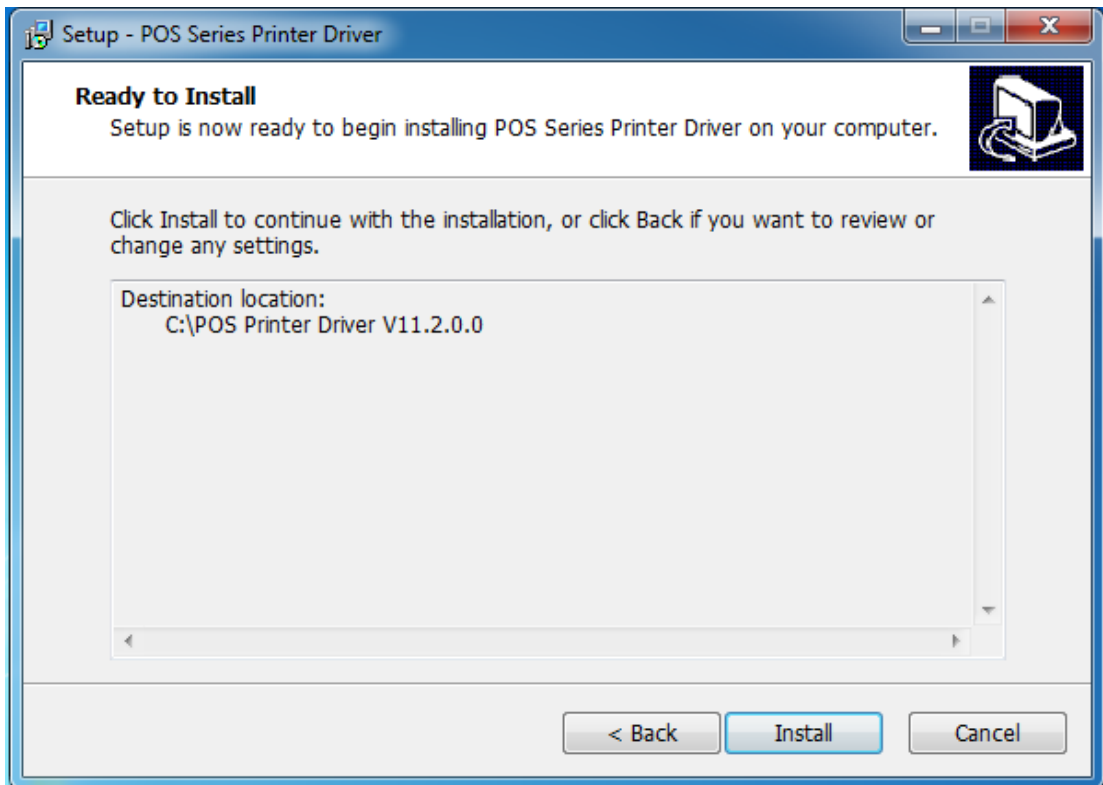 Setup - POS Series Printer Driver
Ready to Install
Setup is now ready to begin installing POS Series Printer Driver on your computer.
Click Install to continue with the installation, or click Back if you want to review or
change any settings.
Destination location:
C:\POS Printer Driver V11.2.0.0
< Back
Install
Cancel